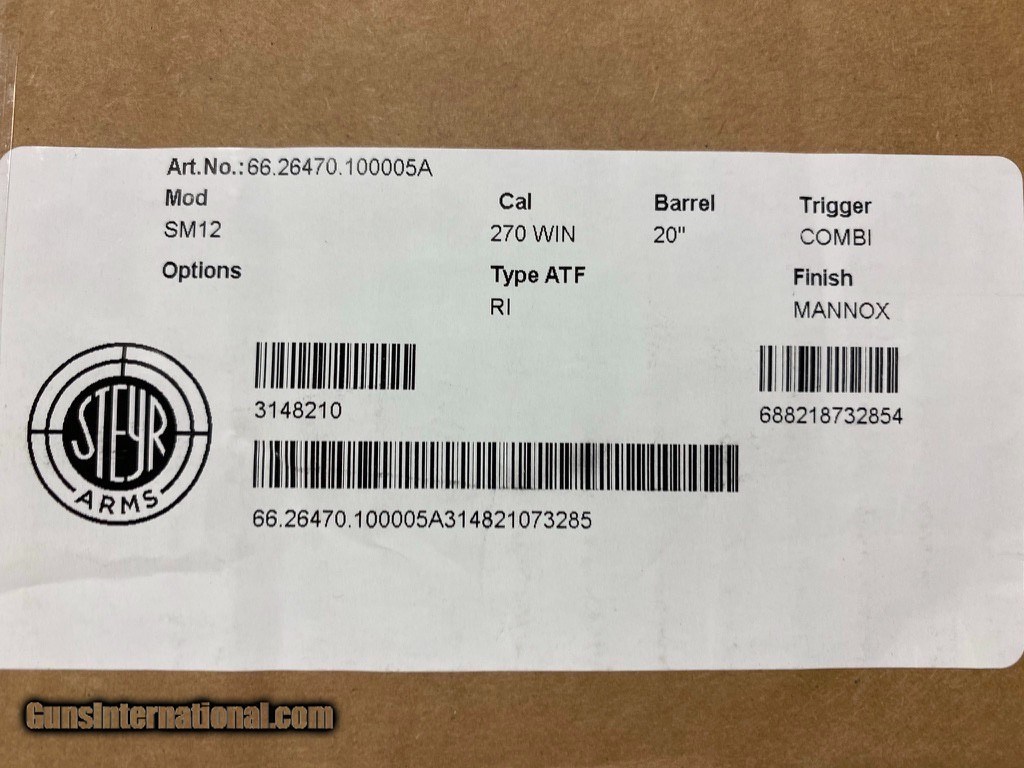 Art.No.:66.26470.100005A
Mod Cal Barrel Trigger
SM12 270 WIN 20" COMBI
Options Type ATF Finish
RI MANNOX
STEYR
ARMS
3148210 688218732854
66.26470.100005A314821073285
GunsInternational.com